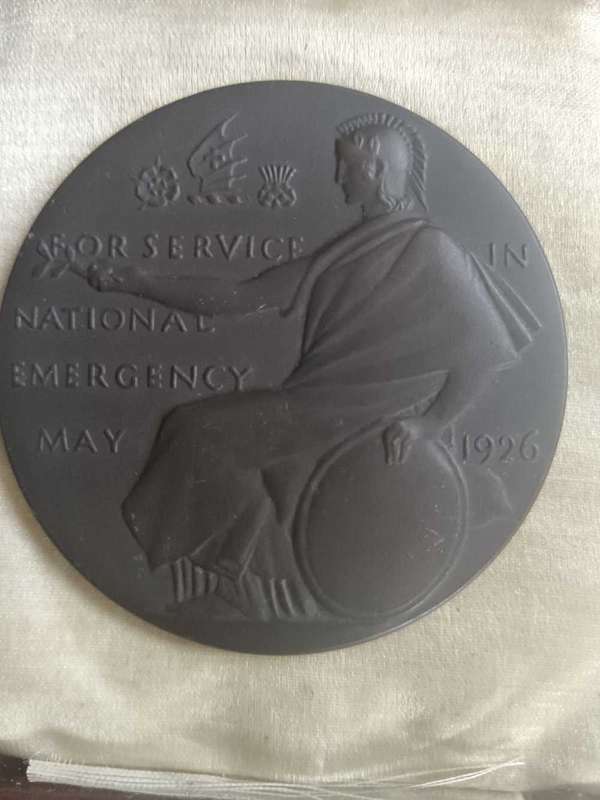 FOR SERVICE IN
NATIONAL
EMERGENCY
MAY 1926